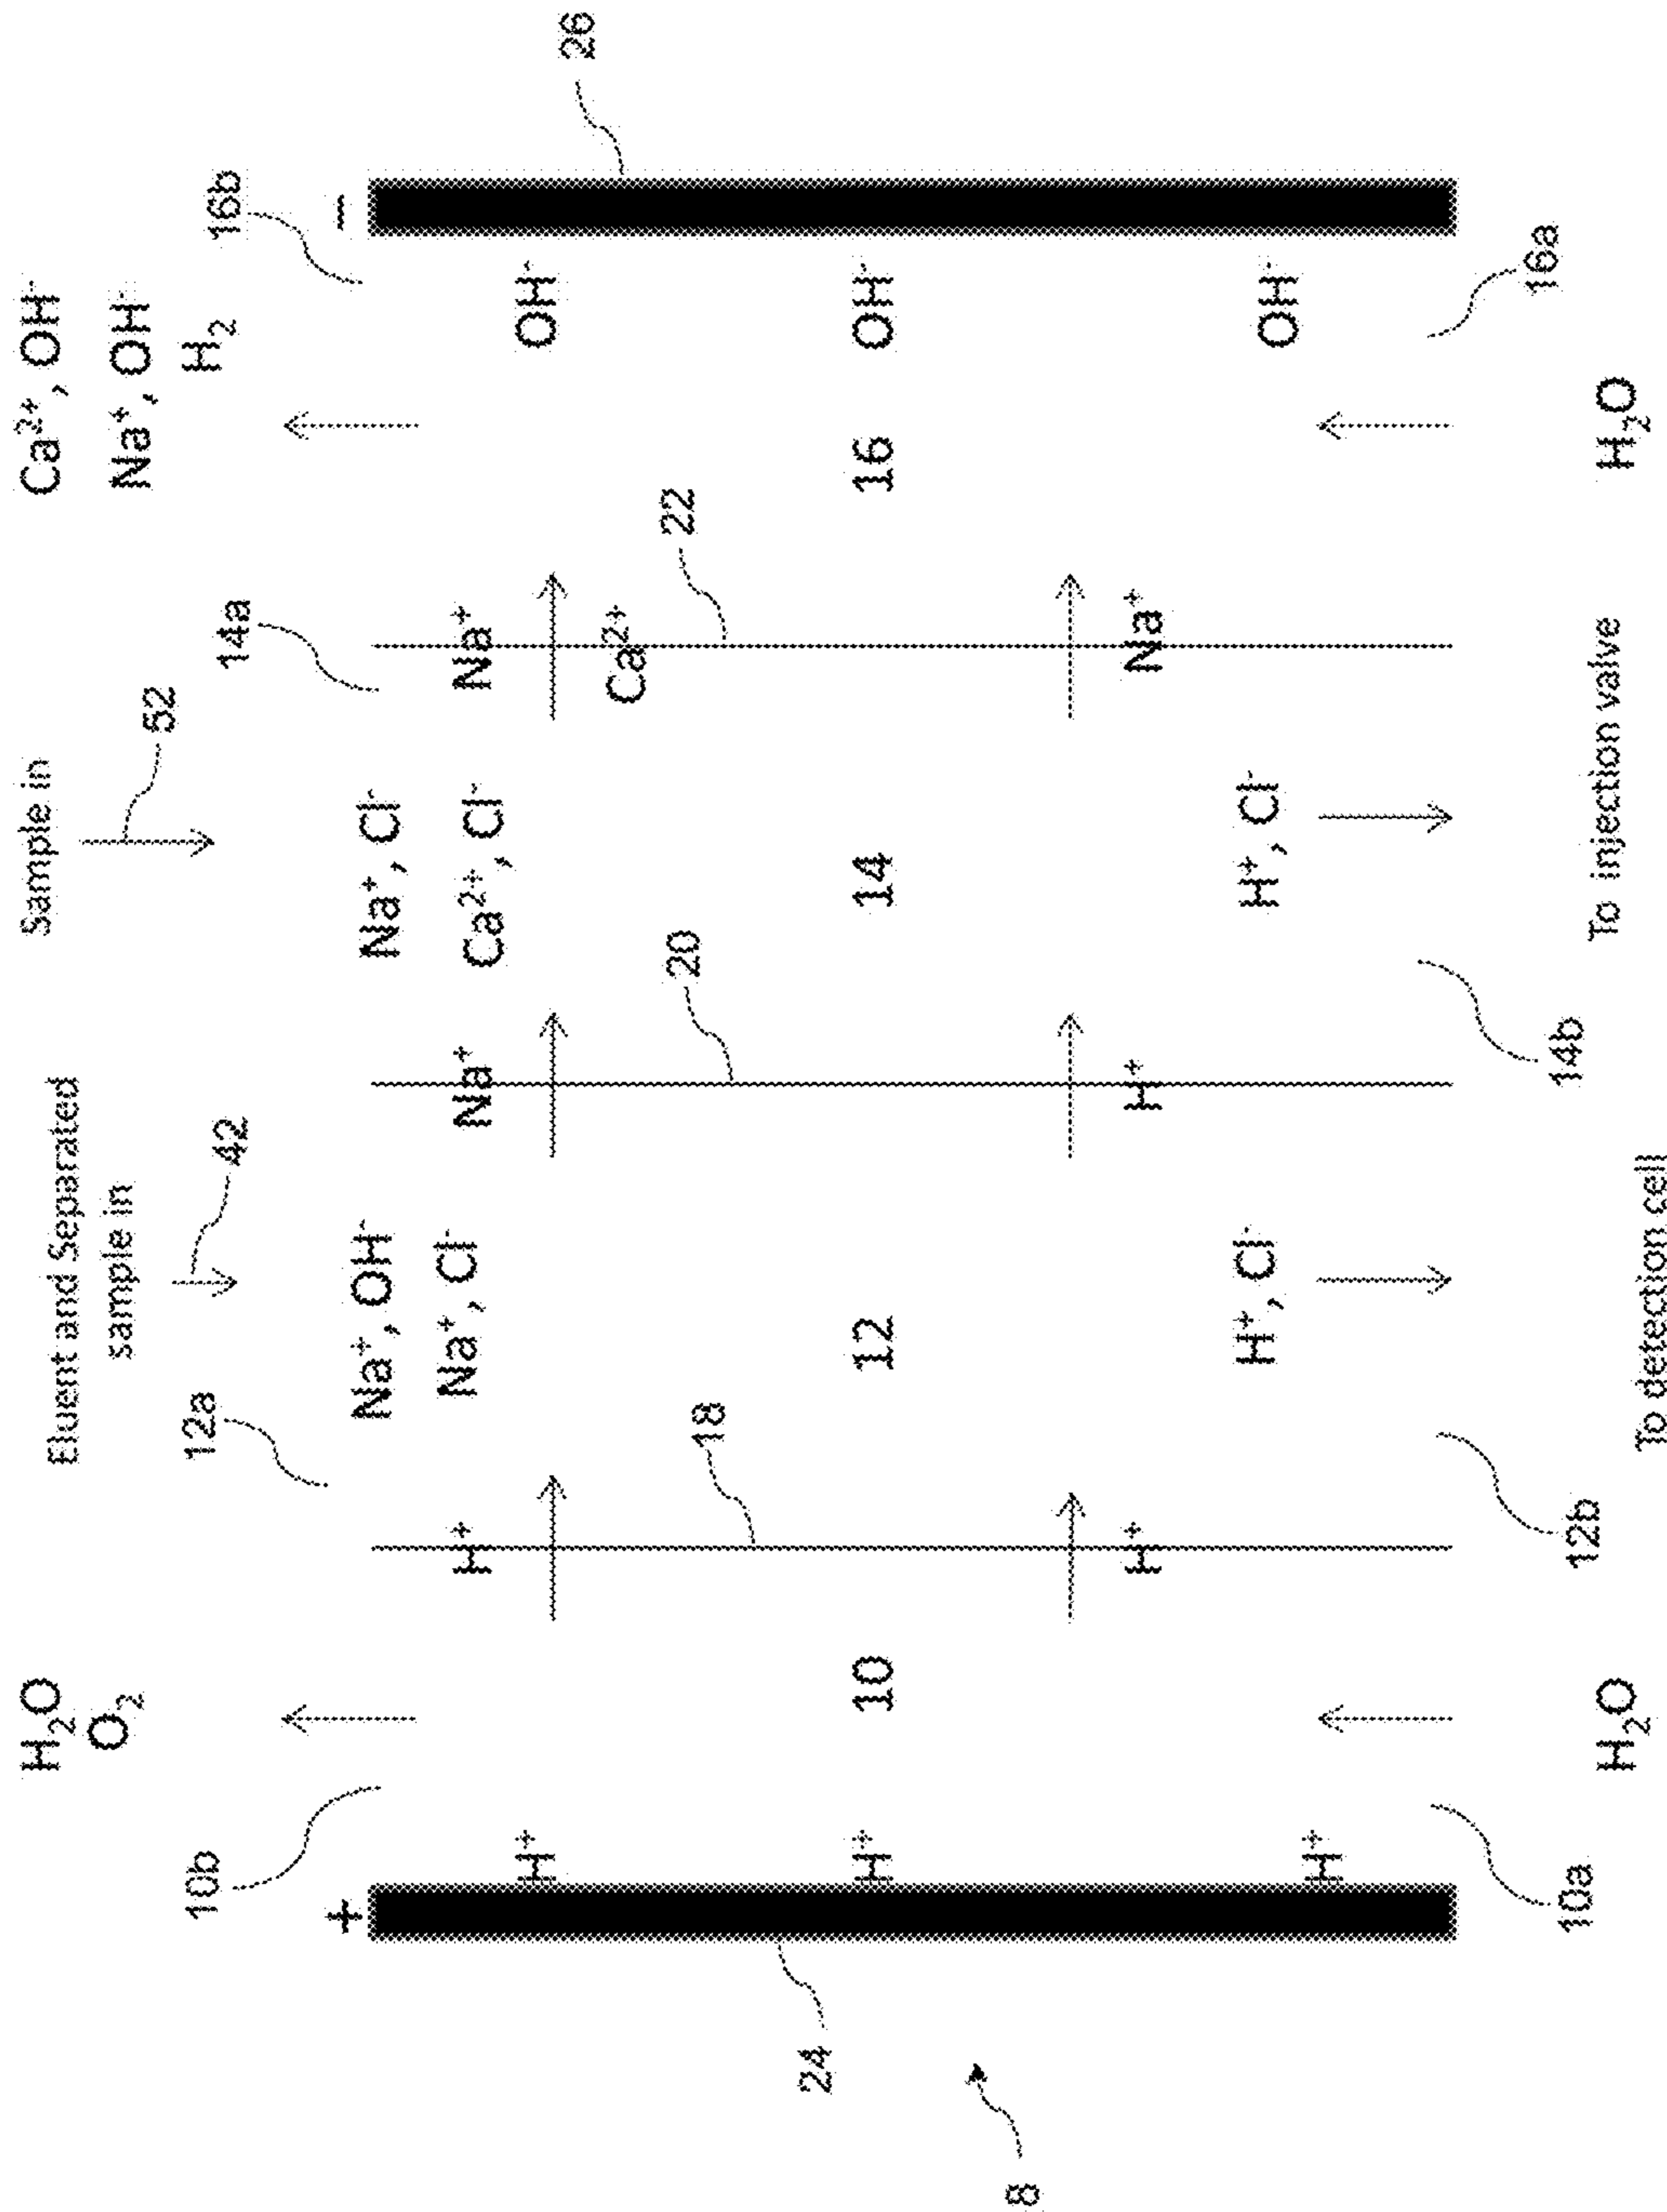 H₂O
O₂
Eluent and Separated
sample in
42
Sample in
52
Ca²⁺, OH⁻
Na⁺, OH⁻
H₂
10b
12a
14a
16b
+
−
Na⁺, OH⁻
Na⁺, Cl⁻
Na⁺, Cl⁻
Ca²⁺, Cl⁻
H⁺
Na⁺
Na⁺
H⁺
Ca²⁺
OH⁻
26
18
20
22
24
H⁺
10
12
14
16
OH⁻
8
H⁺
H⁺
Na⁺
H⁺
H⁺, Cl⁻
H⁺, Cl⁻
OH⁻
10a
12b
14b
16a
H₂O
To detection cell
To injection valve
H₂O